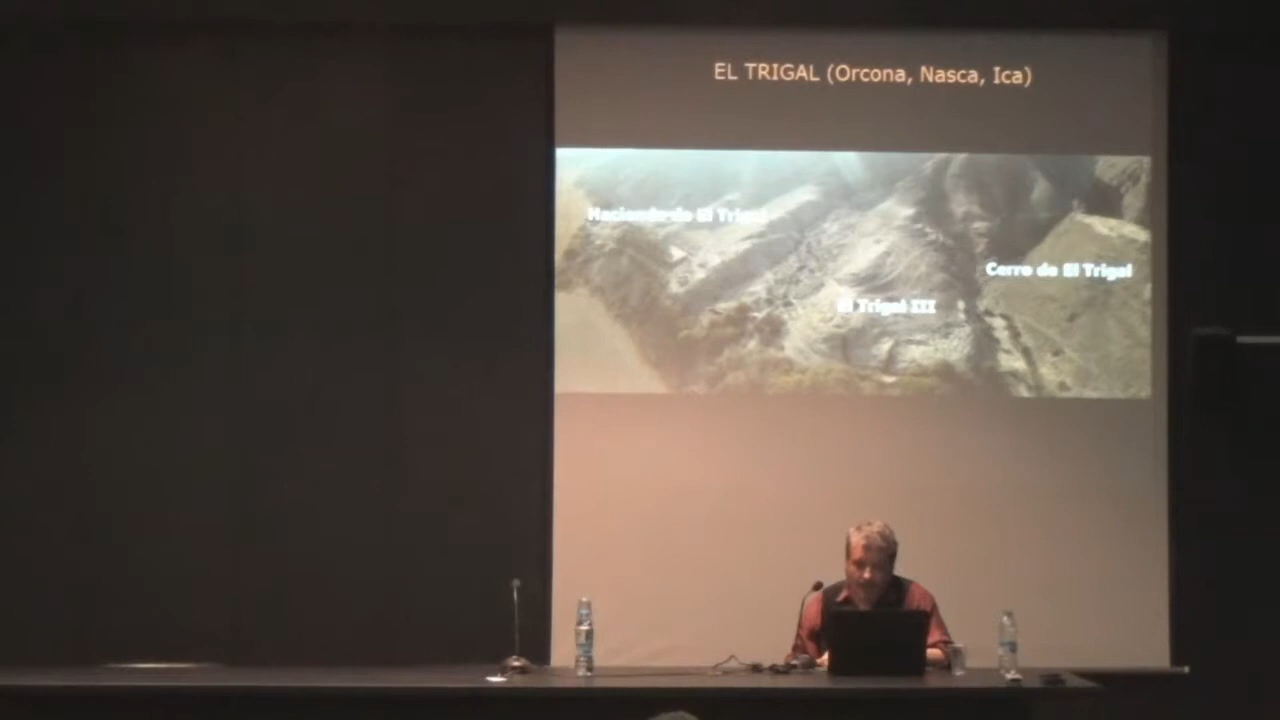 EL TRIGAL (Orcona, Nasca, Ica)
Hacienda de El Trigal
Cerro de El Trigal
El Trigal III